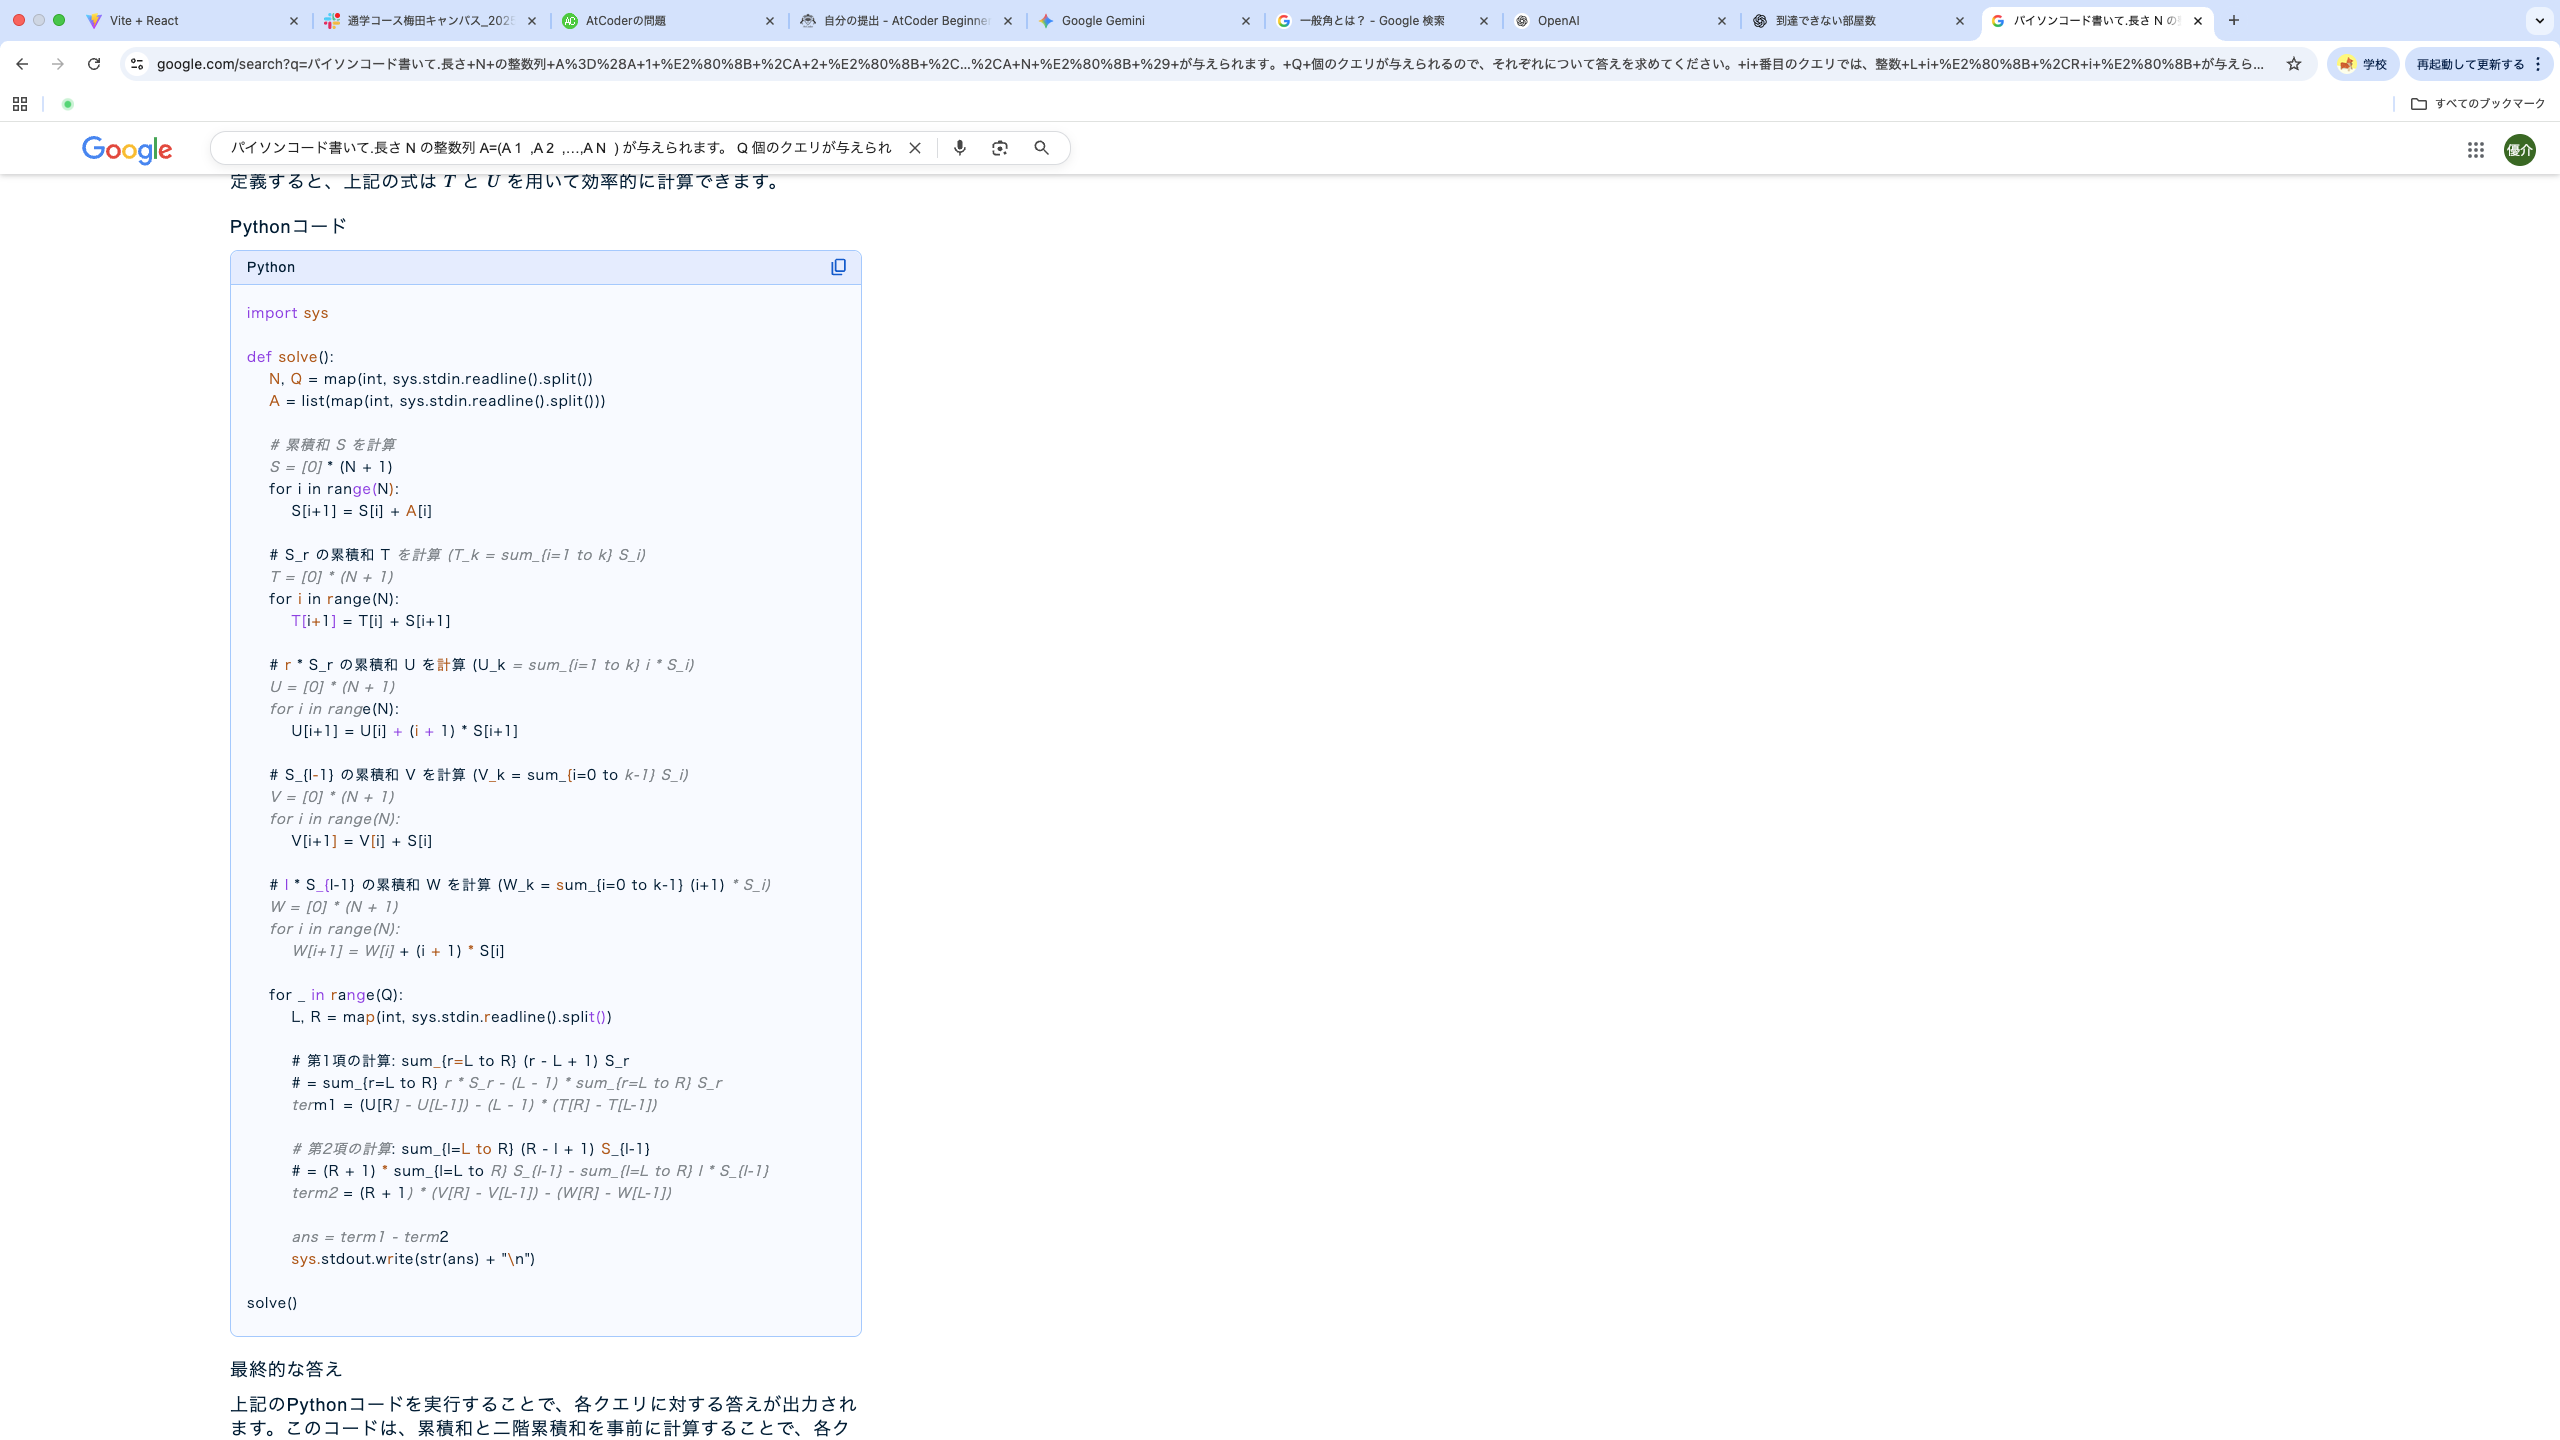 Vite + React
通学コース梅田キャンパス_2025
AtCoderの問題
自分の提出 - AtCoder Beginner
Google Gemini
一般角とは？ - Google 検索
OpenAI
到達できない部屋数
パイソンコード書いて.長さ N の
google.com/search?q=パイソンコード書いて.長さ+N+の整数列+A%3D%28A+1+%E2%80%8B+%2CA+2+%E2%80%8B+%2C…%2CA+N+%E2%80%8B+%29+が与えられます。+Q+個のクエリが与えられるので、それぞれについて答えを求めてください。+i+番目のクエリでは、整数+L+i+%E2%80%8B+%2CR+i+%E2%80%8B+が与えら...
学校
再起動して更新する
すべてのブックマーク
Google
パイソンコード書いて.長さ N の整数列 A=(A 1 ,A 2 ,…,A N ) が与えられます。 Q 個のクエリが与えられ
優介
定義すると、上記の式は T と U を用いて効率的に計算できます。
Pythonコード
Python
import sys
def solve():
N, Q = map(int, sys.stdin.readline().split())
A = list(map(int, sys.stdin.readline().split()))
# 累積和 S を計算
S = [0] * (N + 1)
for i in range(N):
S[i+1] = S[i] + A[i]
# S_r の累積和 T を計算 (T_k = sum_{i=1 to k} S_i)
T = [0] * (N + 1)
for i in range(N):
T[i+1] = T[i] + S[i+1]
# r * S_r の累積和 U を計算 (U_k = sum_{i=1 to k} i * S_i)
U = [0] * (N + 1)
for i in range(N):
U[i+1] = U[i] + (i + 1) * S[i+1]
# S_{l-1} の累積和 V を計算 (V_k = sum_{i=0 to k-1} S_i)
V = [0] * (N + 1)
for i in range(N):
V[i+1] = V[i] + S[i]
# l * S_{l-1} の累積和 W を計算 (W_k = sum_{i=0 to k-1} (i+1) * S_i)
W = [0] * (N + 1)
for i in range(N):
W[i+1] = W[i] + (i + 1) * S[i]
for _ in range(Q):
L, R = map(int, sys.stdin.readline().split())
# 第1項の計算: sum_{r=L to R} (r - L + 1) S_r
# = sum_{r=L to R} r * S_r - (L - 1) * sum_{r=L to R} S_r
term1 = (U[R] - U[L-1]) - (L - 1) * (T[R] - T[L-1])
# 第2項の計算: sum_{l=L to R} (R - l + 1) S_{l-1}
# = (R + 1) * sum_{l=L to R} S_{l-1} - sum_{l=L to R} l * S_{l-1}
term2 = (R + 1) * (V[R] - V[L-1]) - (W[R] - W[L-1])
ans = term1 - term2
sys.stdout.write(str(ans) + "\n")
solve()
最終的な答え
上記のPythonコードを実行することで、各クエリに対する答えが出力され
ます。このコードは、累積和と二階累積和を事前に計算することで、各ク